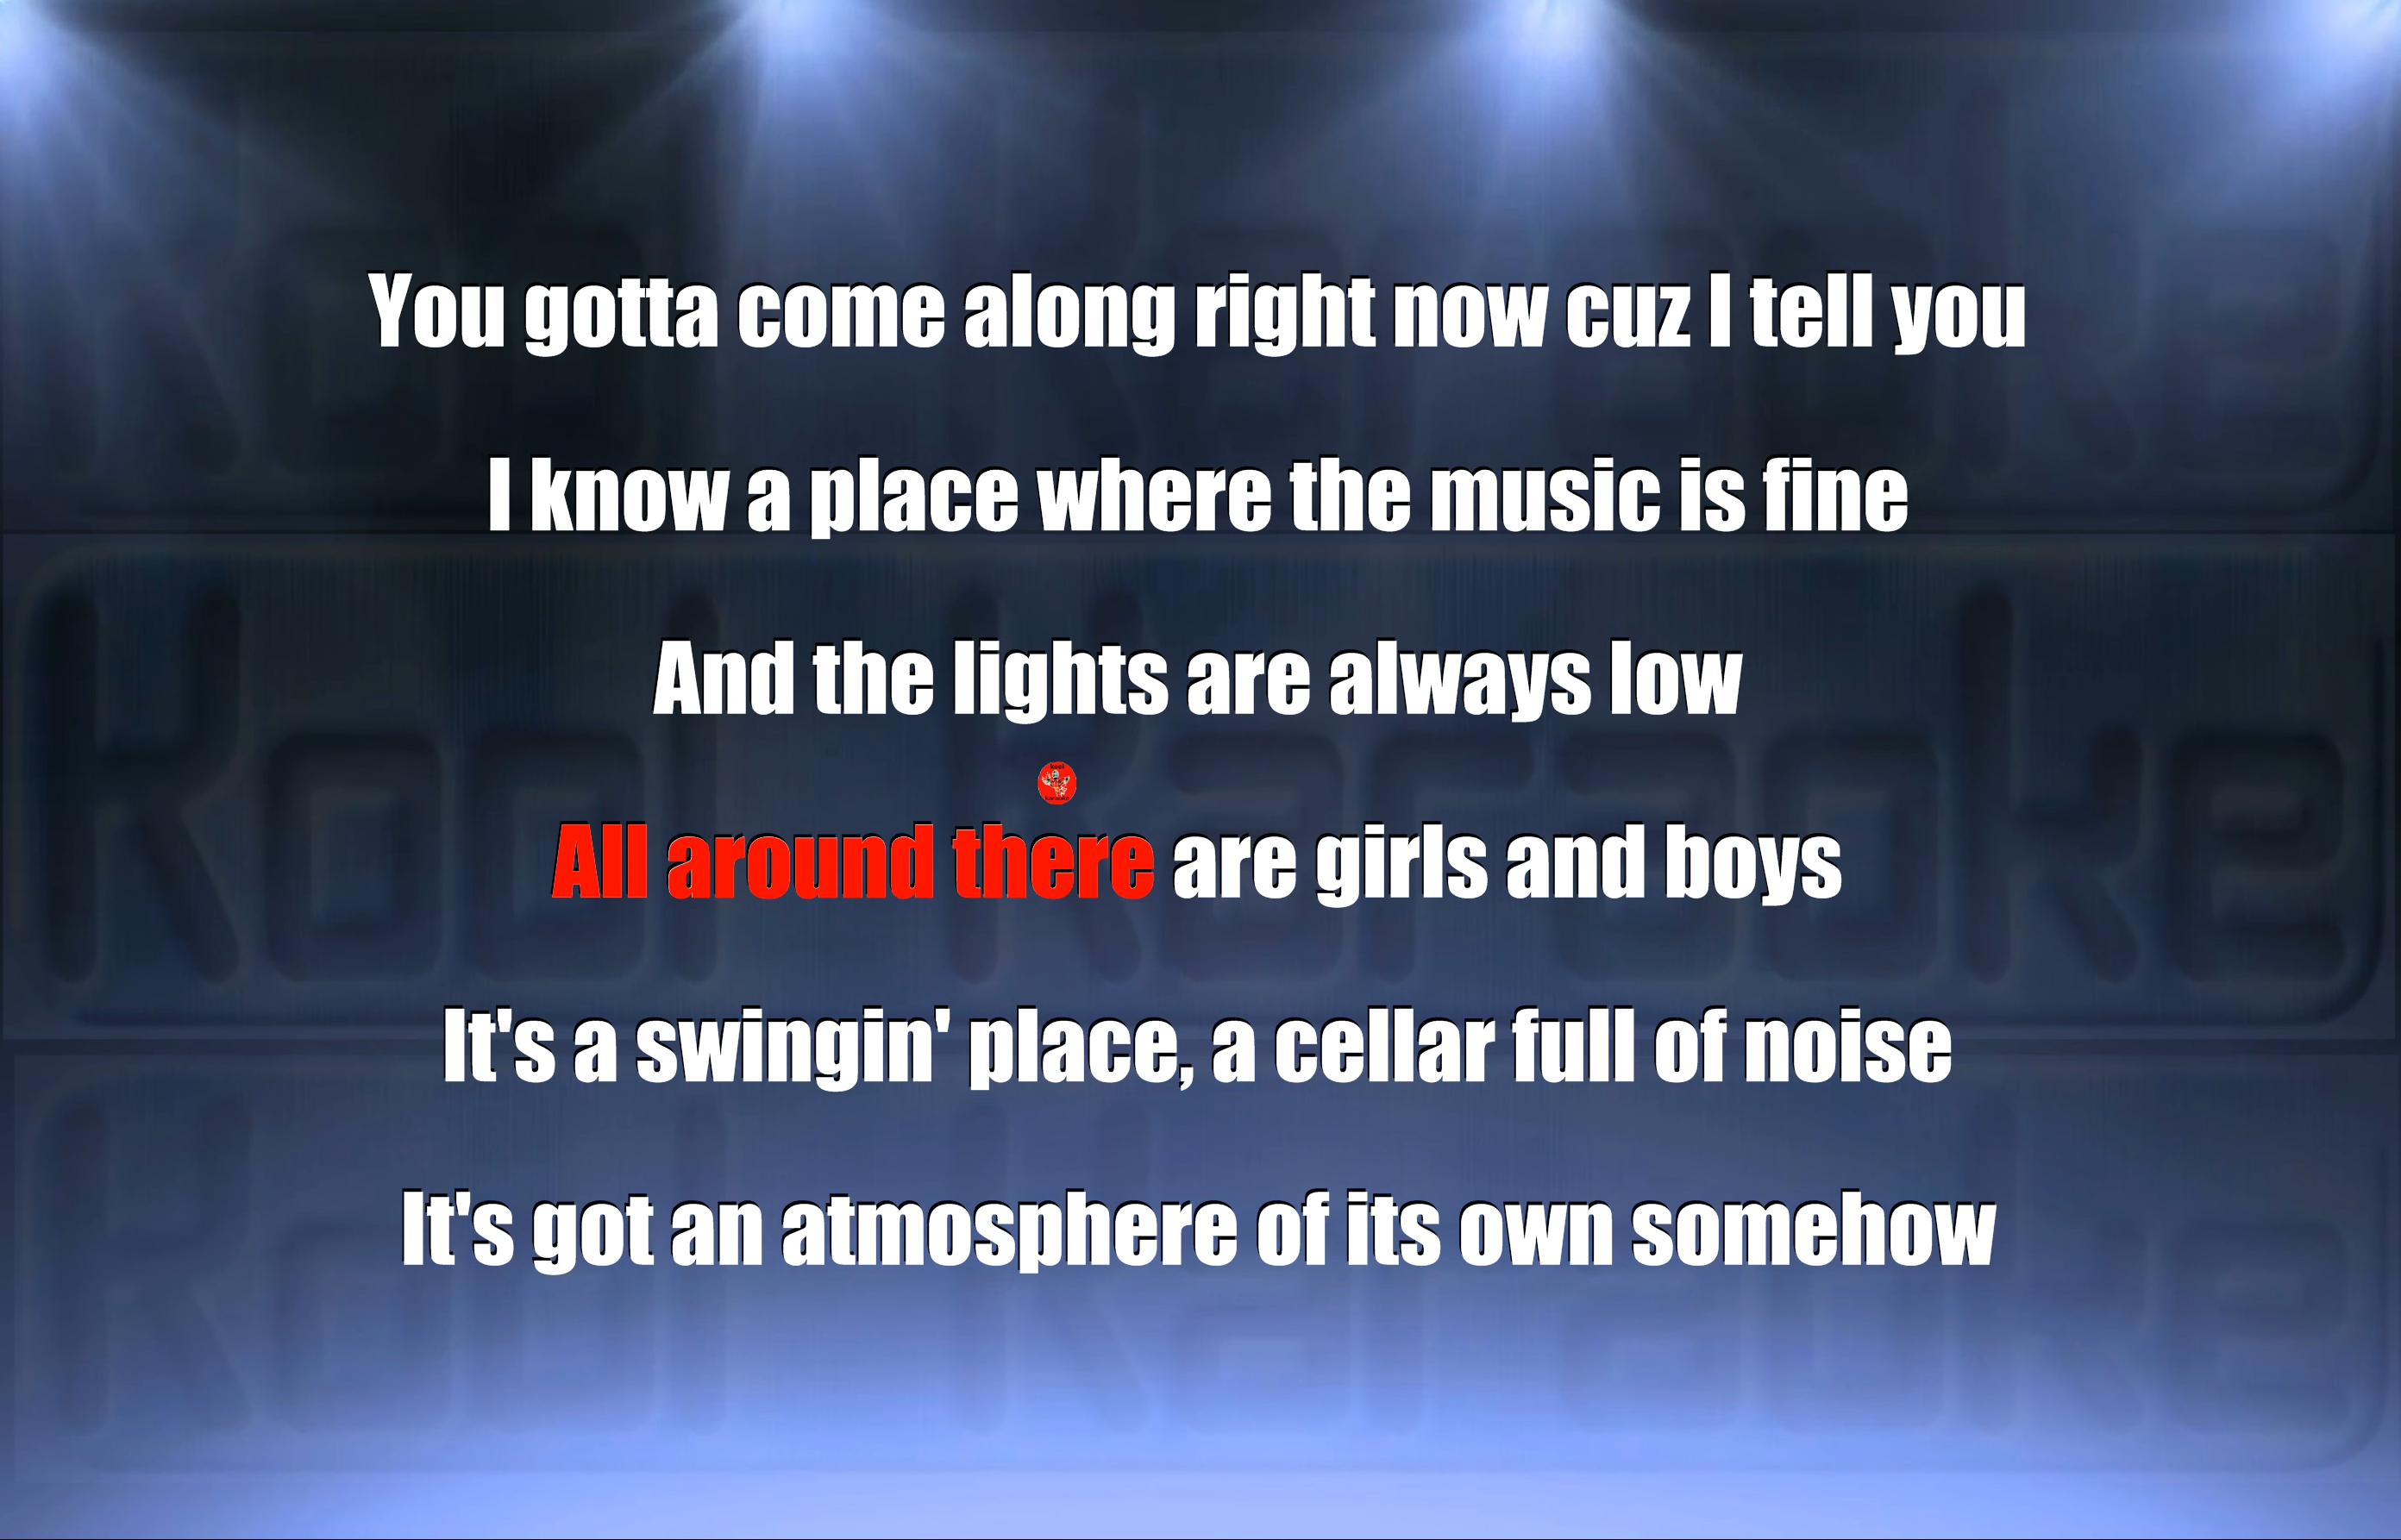 You gotta come along right now cuz I tell you
I know a place where the music is fine
And the lights are always low
All around there are girls and boys
It's a swingin' place, a cellar full of noise
It's got an atmosphere of its own somehow
Kool Karaoke